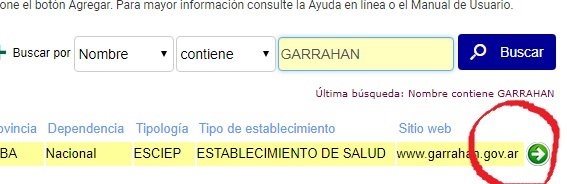 one el botón Agregar. Para mayor información consulte la Ayuda en línea o el Manual de Usuario.
Buscar por Nombre contiene GARRAHAN Buscar
Última búsqueda: Nombre contiene GARRAHAN
ovincia Dependencia Tipología Tipo de establecimiento Sitio web
BA Nacional ESCIEP ESTABLECIMIENTO DE SALUD www.garrahan.gov.ar